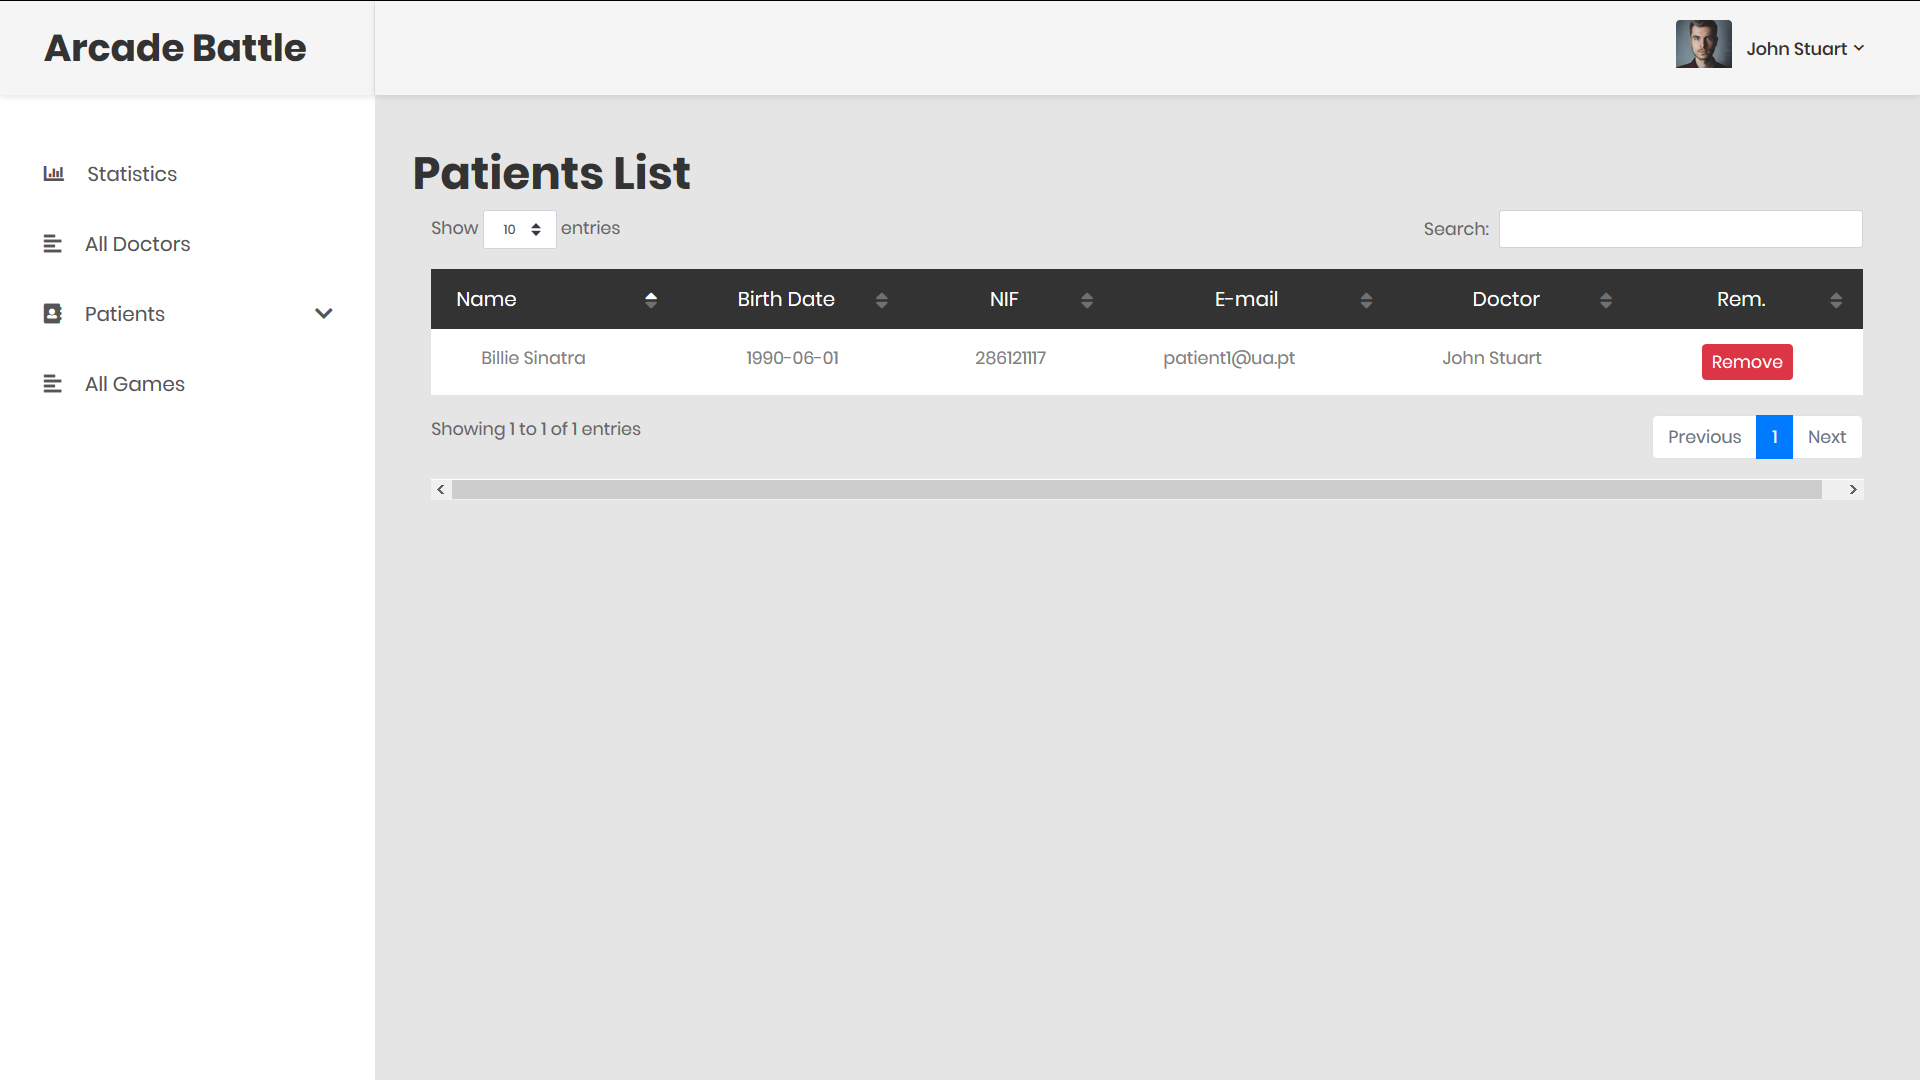 Arcade Battle
John Stuart
Statistics
All Doctors
Patients
All Games
Patients List
Show 10 entries
Search:
Name Birth Date NIF E-mail Doctor Rem.
Billie Sinatra 1990-06-01 286121117 patient1@ua.pt John Stuart Remove
Showing 1 to 1 of 1 entries
Previous 1 Next